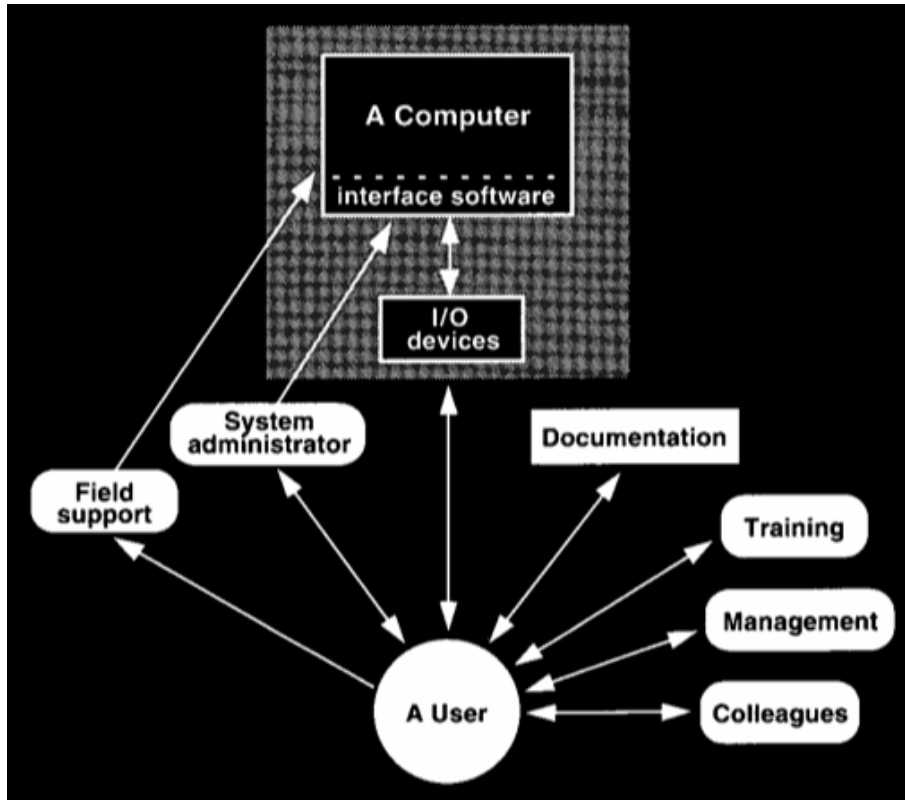 A Computer
interface software
I/O
devices
System
administrator
Documentation
Field
support
Training
Management
A User
Colleagues